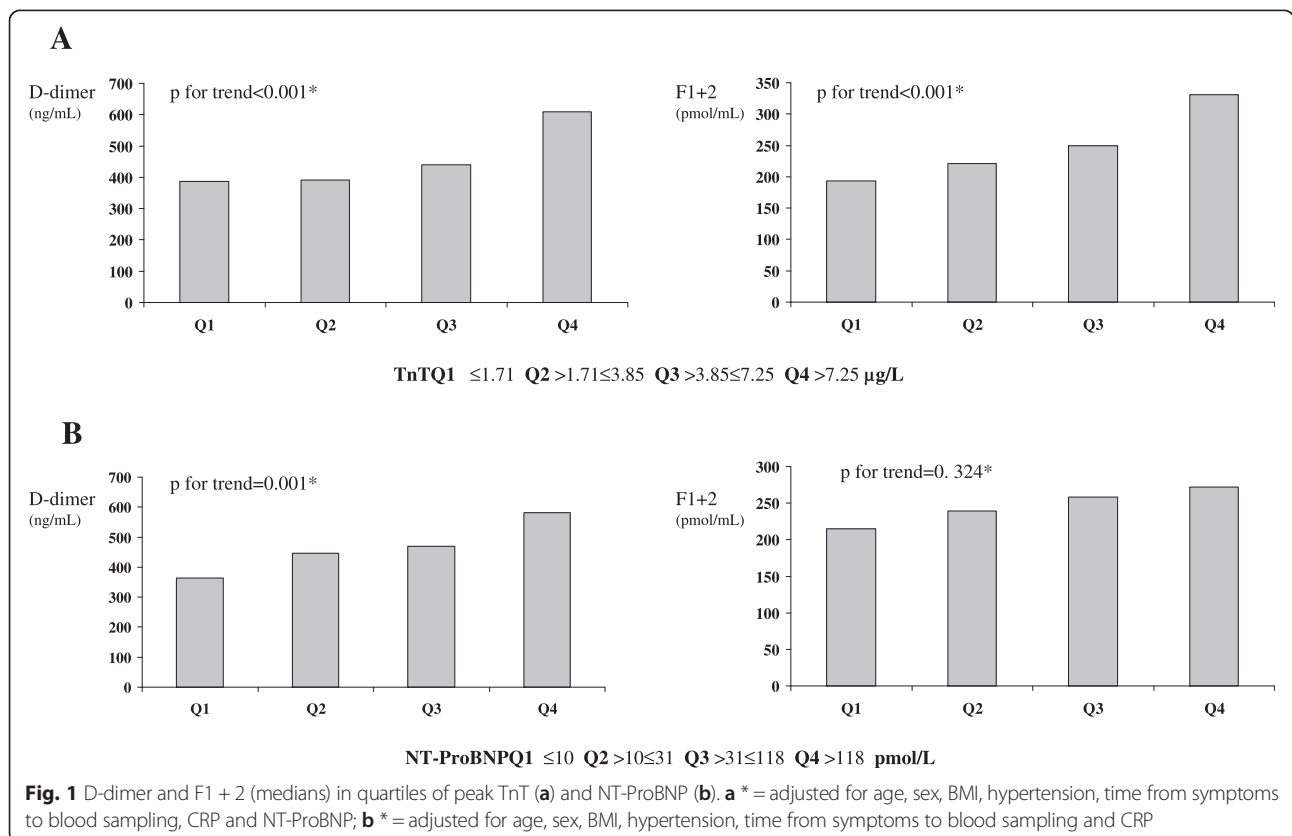 A
D-dimer
(ng/mL)
p for trend<0.001*
700
600
500
400
300
200
100
0
Q1 Q2 Q3 Q4
F1+2
(pmol/mL)
p for trend<0.001*
350
300
250
200
150
100
50
0
Q1 Q2 Q3 Q4
TnTQ1 ≤1.71 Q2 >1.71≤3.85 Q3 >3.85≤7.25 Q4 >7.25 µg/L
B
D-dimer
(ng/mL)
p for trend=0.001*
700
600
500
400
300
200
100
0
Q1 Q2 Q3 Q4
F1+2
(pmol/mL)
p for trend=0. 324*
300
250
200
150
100
50
0
Q1 Q2 Q3 Q4
NT-ProBNPQ1 ≤10 Q2 >10≤31 Q3 >31≤118 Q4 >118 pmol/L
Fig. 1 D-dimer and F1 + 2 (medians) in quartiles of peak TnT (a) and NT-ProBNP (b). a * = adjusted for age, sex, BMI, hypertension, time from symptoms
to blood sampling, CRP and NT-ProBNP; b * = adjusted for age, sex, BMI, hypertension, time from symptoms to blood sampling and CRP